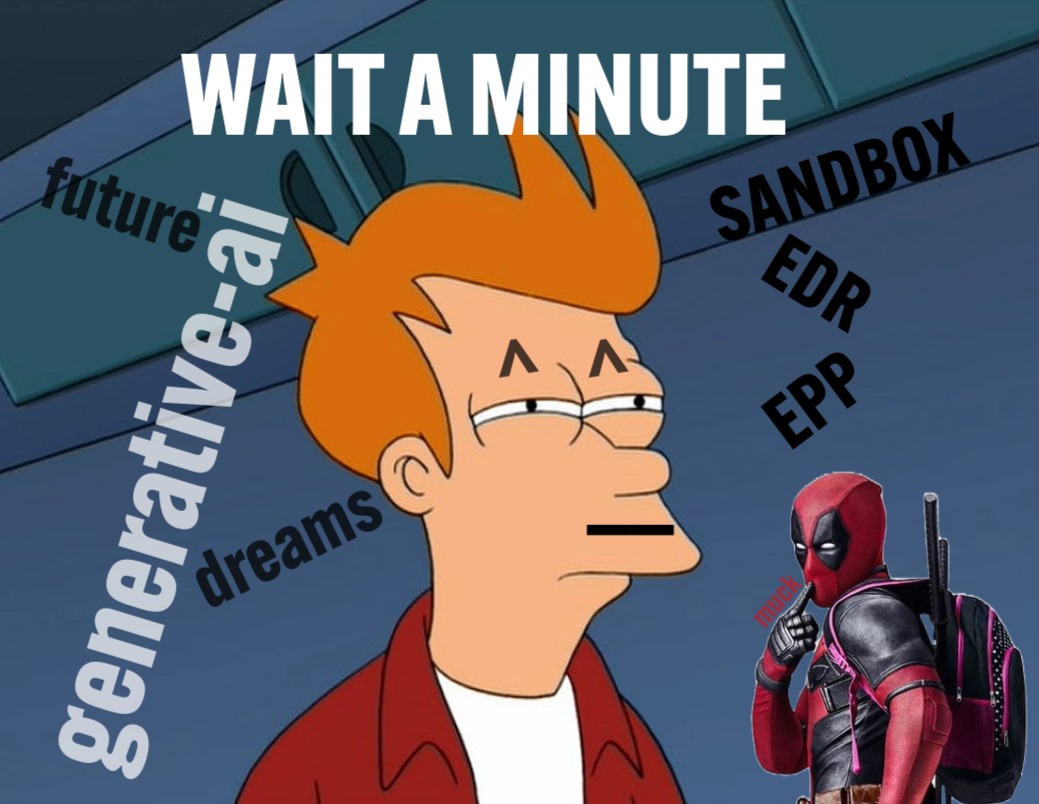 WAIT A MINUTE
future
generative-ai
dreams
SANDBOX
EDR
EPP
muck
^ ^